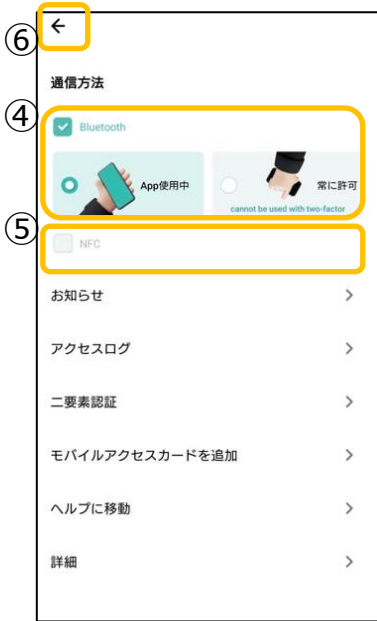 ⑥
通信方法
④
Bluetooth
App使用中
常に許可
cannot be used with two-factor
⑤
NFC
お知らせ
アクセスログ
二要素認証
モバイルアクセスカードを追加
ヘルプに移動
詳細